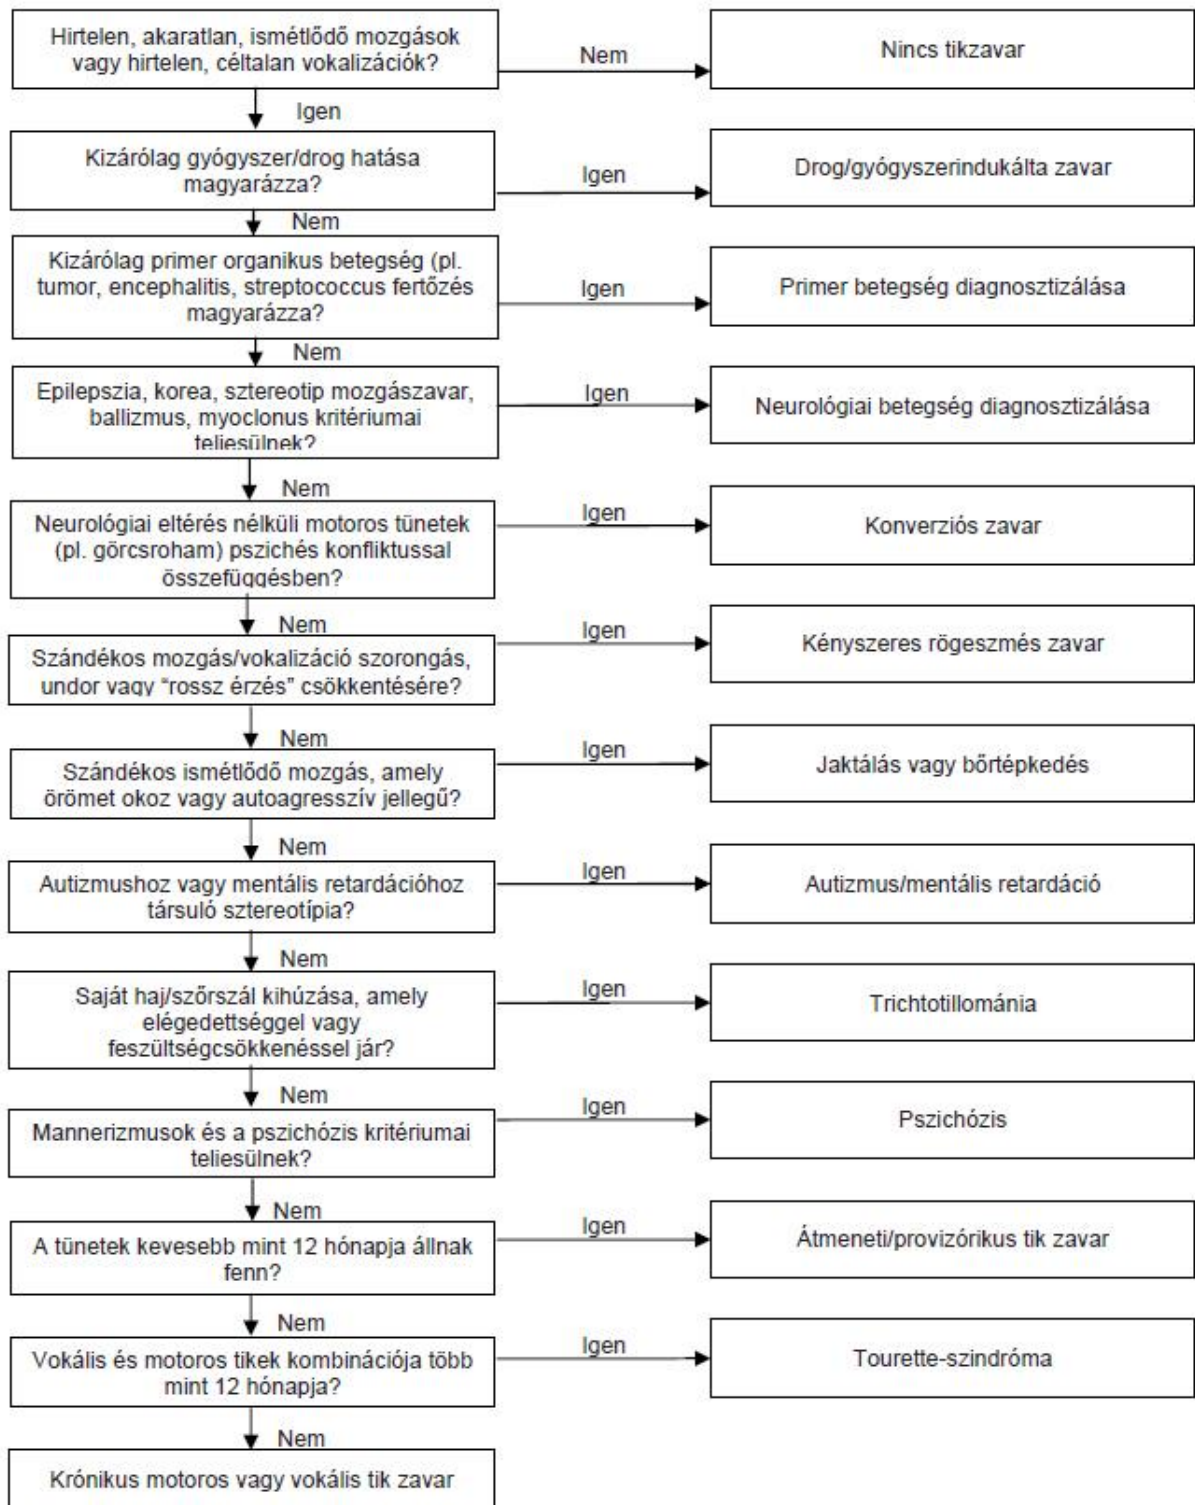 Hirtelen, akaratlan, ismétlődő mozgások
vagy hirtelen, céltalan vokalizációk?
Nem
Nincs tikzavar
Igen
Kizárólag gyógyszer/drog hatása
magyarázza?
Igen
Drog/gyógyszerindukálta zavar
Nem
Kizárólag primer organikus betegség (pl.
tumor, encephalitis, streptococcus fertőzés
magyarázza?
Igen
Primer betegség diagnosztizálása
Nem
Epilepszia, korea, sztereotip mozgászavar,
ballizmus, myoclonus kritériumai
teljesülnek?
Igen
Neurológiai betegség diagnosztizálása
Nem
Neurológiai eltérés nélküli motoros tünetek
(pl. görcsroham) pszichés konfliktussal
összefüggésben?
Igen
Konverziós zavar
Nem
Szándékos mozgás/vokalizáció szorongás,
undor vagy “rossz érzés” csökkentésére?
Igen
Kényszeres rögeszmés zavar
Nem
Szándékos ismétlődő mozgás, amely
örömet okoz vagy autoagresszív jellegű?
Igen
Jaktálás vagy bőrtépkedés
Nem
Autizmushoz vagy mentális retardációhoz
társuló sztereotípia?
Igen
Autizmus/mentális retardáció
Nem
Saját haj/szőrszál kihúzása, amely
elégedettséggel vagy
feszültségcsökkenéssel jár?
Igen
Trichtotillománia
Nem
Mannerizmusok és a pszichózis kritériumai
teljesülnek?
Igen
Pszichózis
Nem
A tünetek kevesebb mint 12 hónapja állnak
fenn?
Igen
Átmeneti/provizórikus tik zavar
Nem
Vokális és motoros tikek kombinációja több
mint 12 hónapja?
Igen
Tourette-szindróma
Nem
Krónikus motoros vagy vokális tik zavar